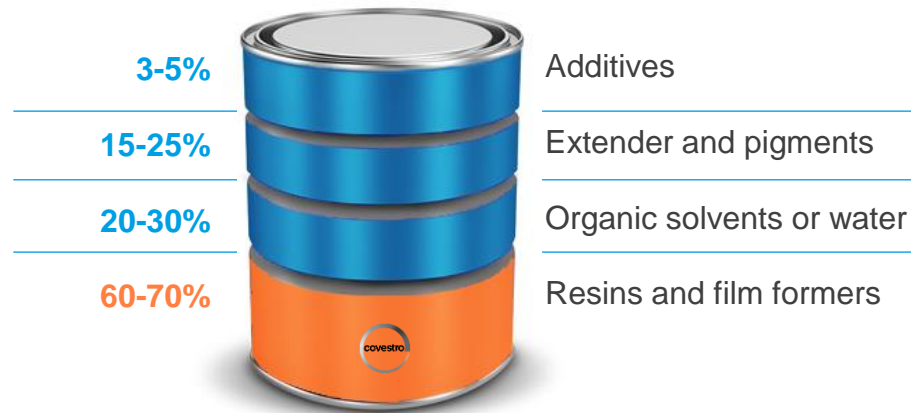 3-5% Additives
15-25% Extender and pigments
20-30% Organic solvents or water
60-70% Resins and film formers
covestro